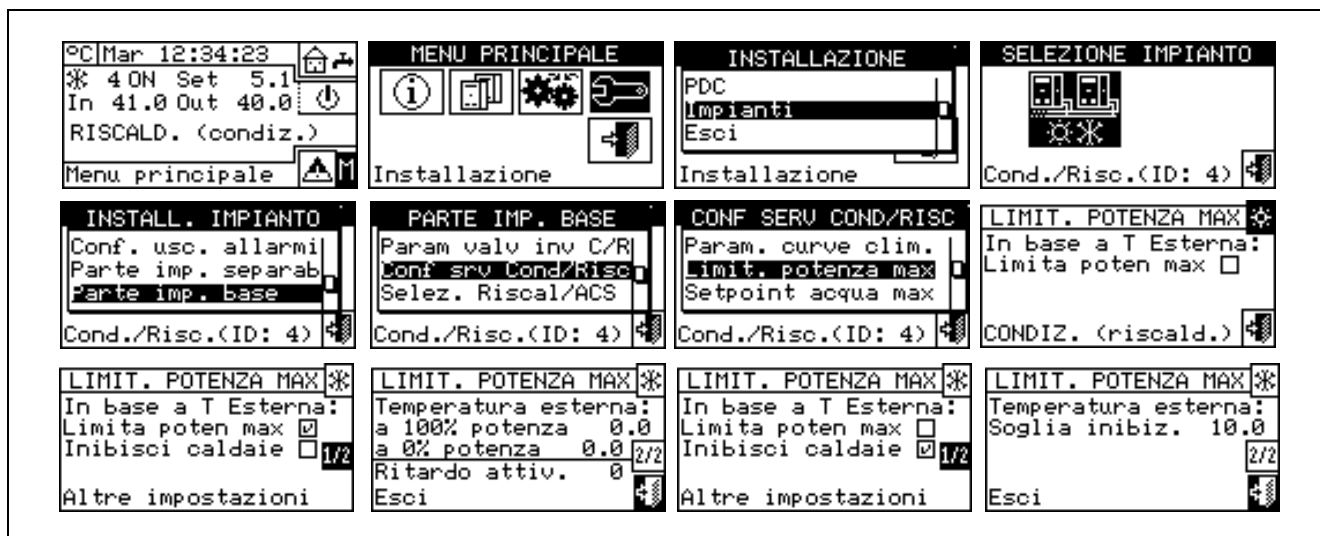 °C Mar 12:34:23
4 ON Set 5.1
In 41.0 Out 40.0
RISCALD. (condiz.)
Menu principale M
MENU PRINCIPALE
i
Installazione
INSTALLAZIONE
PDC
Impianti
Esci
Installazione
SELEZIONE IMPIANTO
Cond./Risc.(ID: 4)
INSTALL. IMPIANTO
Conf. usc. allarmi
Parte imp. separab
Parte imp. base
Cond./Risc.(ID: 4)
PARTE IMP. BASE
Param valv inv C/R
Conf srv Cond/Risc
Selez. Riscal/ACS
Cond./Risc.(ID: 4)
CONF SERV COND/RISC
Param. curve clim.
Limit. potenza max
Setpoint acqua max
Cond./Risc.(ID: 4)
LIMIT. POTENZA MAX
In base a T Esterna:
Limita poten max
CONDIZ. (riscald.)
LIMIT. POTENZA MAX
In base a T Esterna:
Limita poten max
Inibisci caldaie 1/2
Altre impostazioni
LIMIT. POTENZA MAX
Temperatura esterna:
a 100% potenza 0.0
a 0% potenza 0.0 2/2
Ritardo attiv. 0
Esci
LIMIT. POTENZA MAX
In base a T Esterna:
Limita poten max
Inibisci caldaie 1/2
Altre impostazioni
LIMIT. POTENZA MAX
Temperatura esterna:
Soglia inibiz. 10.0
2/2
Esci